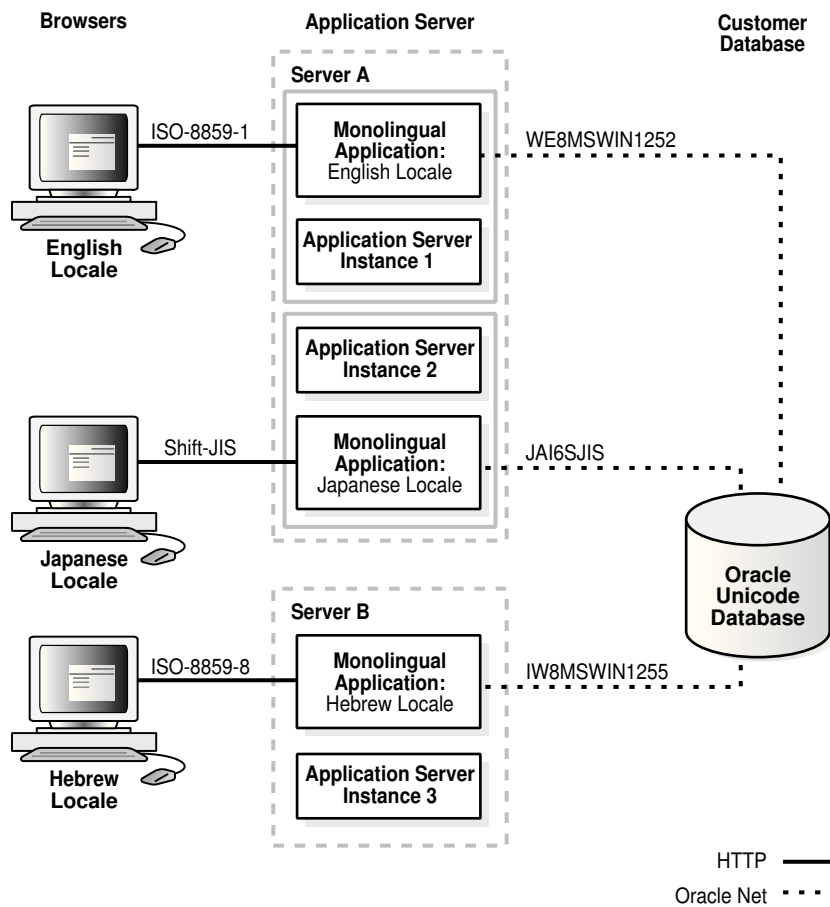 Browsers
Application Server
Customer
Database
Server A
ISO-8859-1
Monolingual
Application:
English Locale
WE8MSWIN1252
English
Locale
Application Server
Instance 1
Application Server
Instance 2
Shift-JIS
Monolingual
Application:
Japanese Locale
JAI6SJIS
Japanese
Locale
Oracle
Unicode
Database
Server B
ISO-8859-8
Monolingual
Application:
Hebrew Locale
IW8MSWIN1255
Hebrew
Locale
Application Server
Instance 3
HTTP
Oracle Net